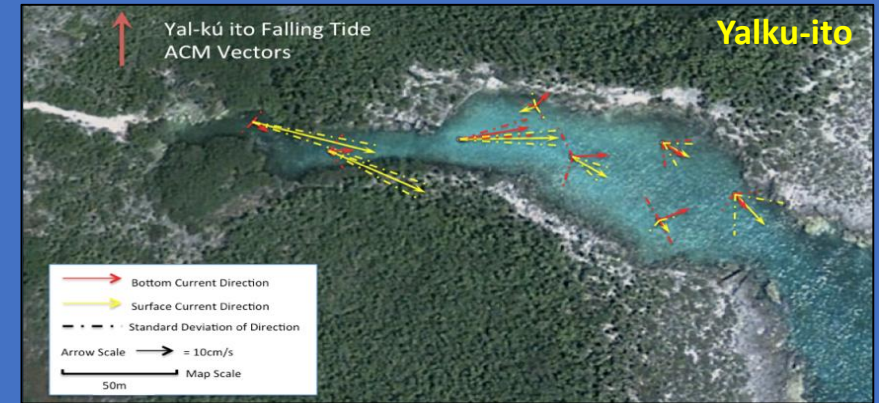 Yal-kú ito Falling Tide
ACM Vectors
Yalku-ito
Bottom Current Direction
Surface Current Direction
Standard Deviation of Direction
Arrow Scale = 10cm/s
Map Scale
50m